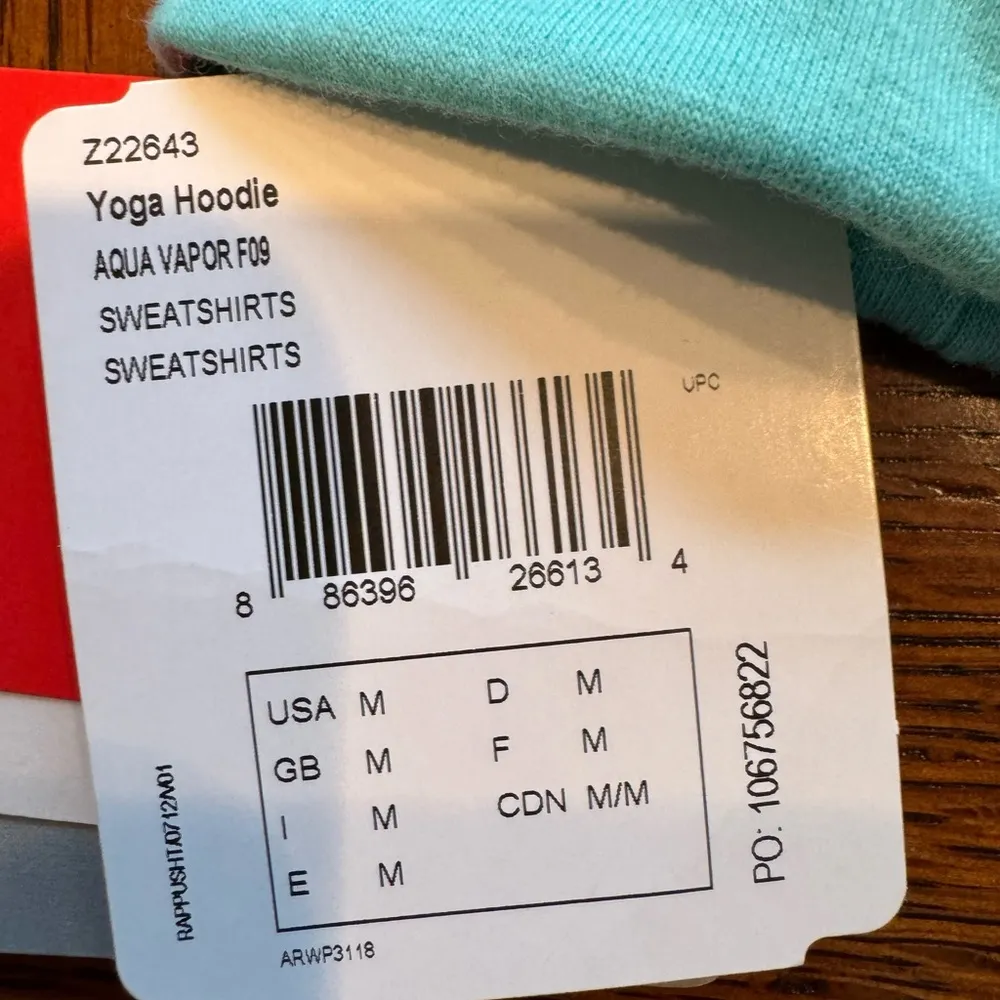 Z22643
Yoga Hoodie
AQUA VAPOR F09
SWEATSHIRTS
SWEATSHIRTS
UPC
8 86396 26613 4
USA M D M
GB M F M
I M CDN M/M
E M
PO: 106756822
RAPPUSHT/0712/V01
ARWP3118